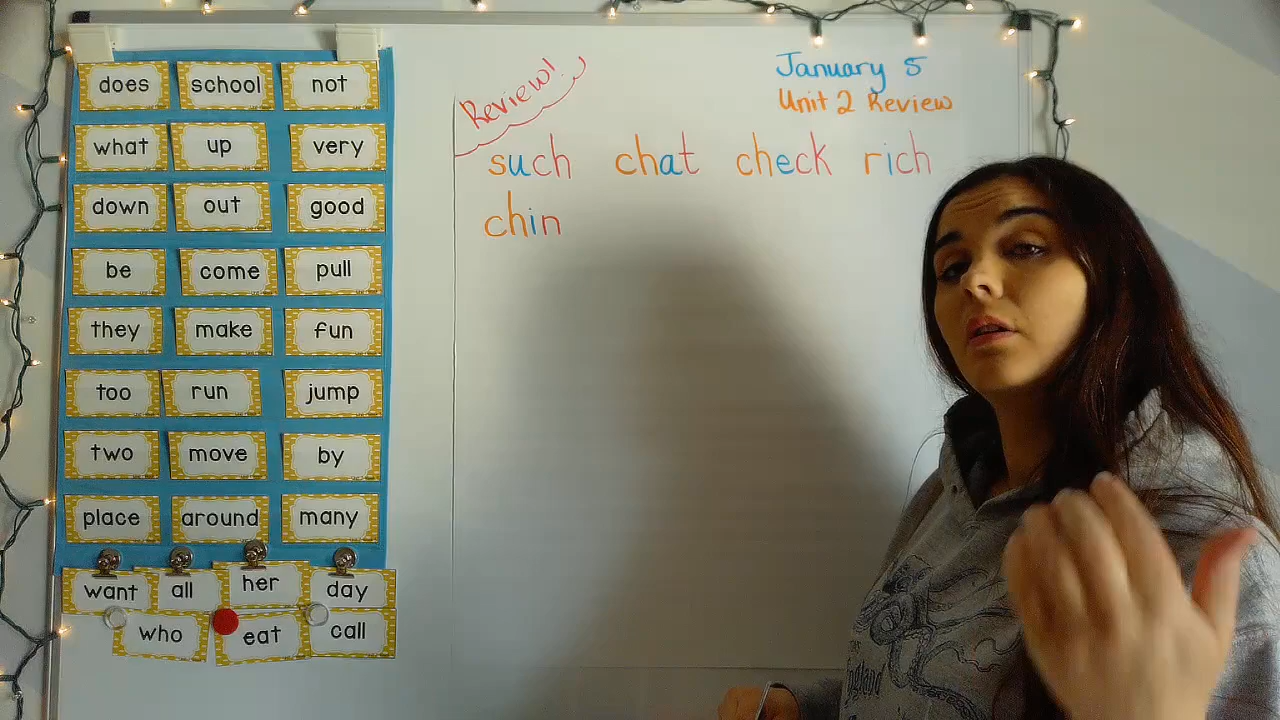 does school not
what up very
down out good
be come pull
they make fun
too run jump
two move by
place around many
want all her day
who eat call
Review!
January 5
Unit 2 Review
such chat check rich
chin